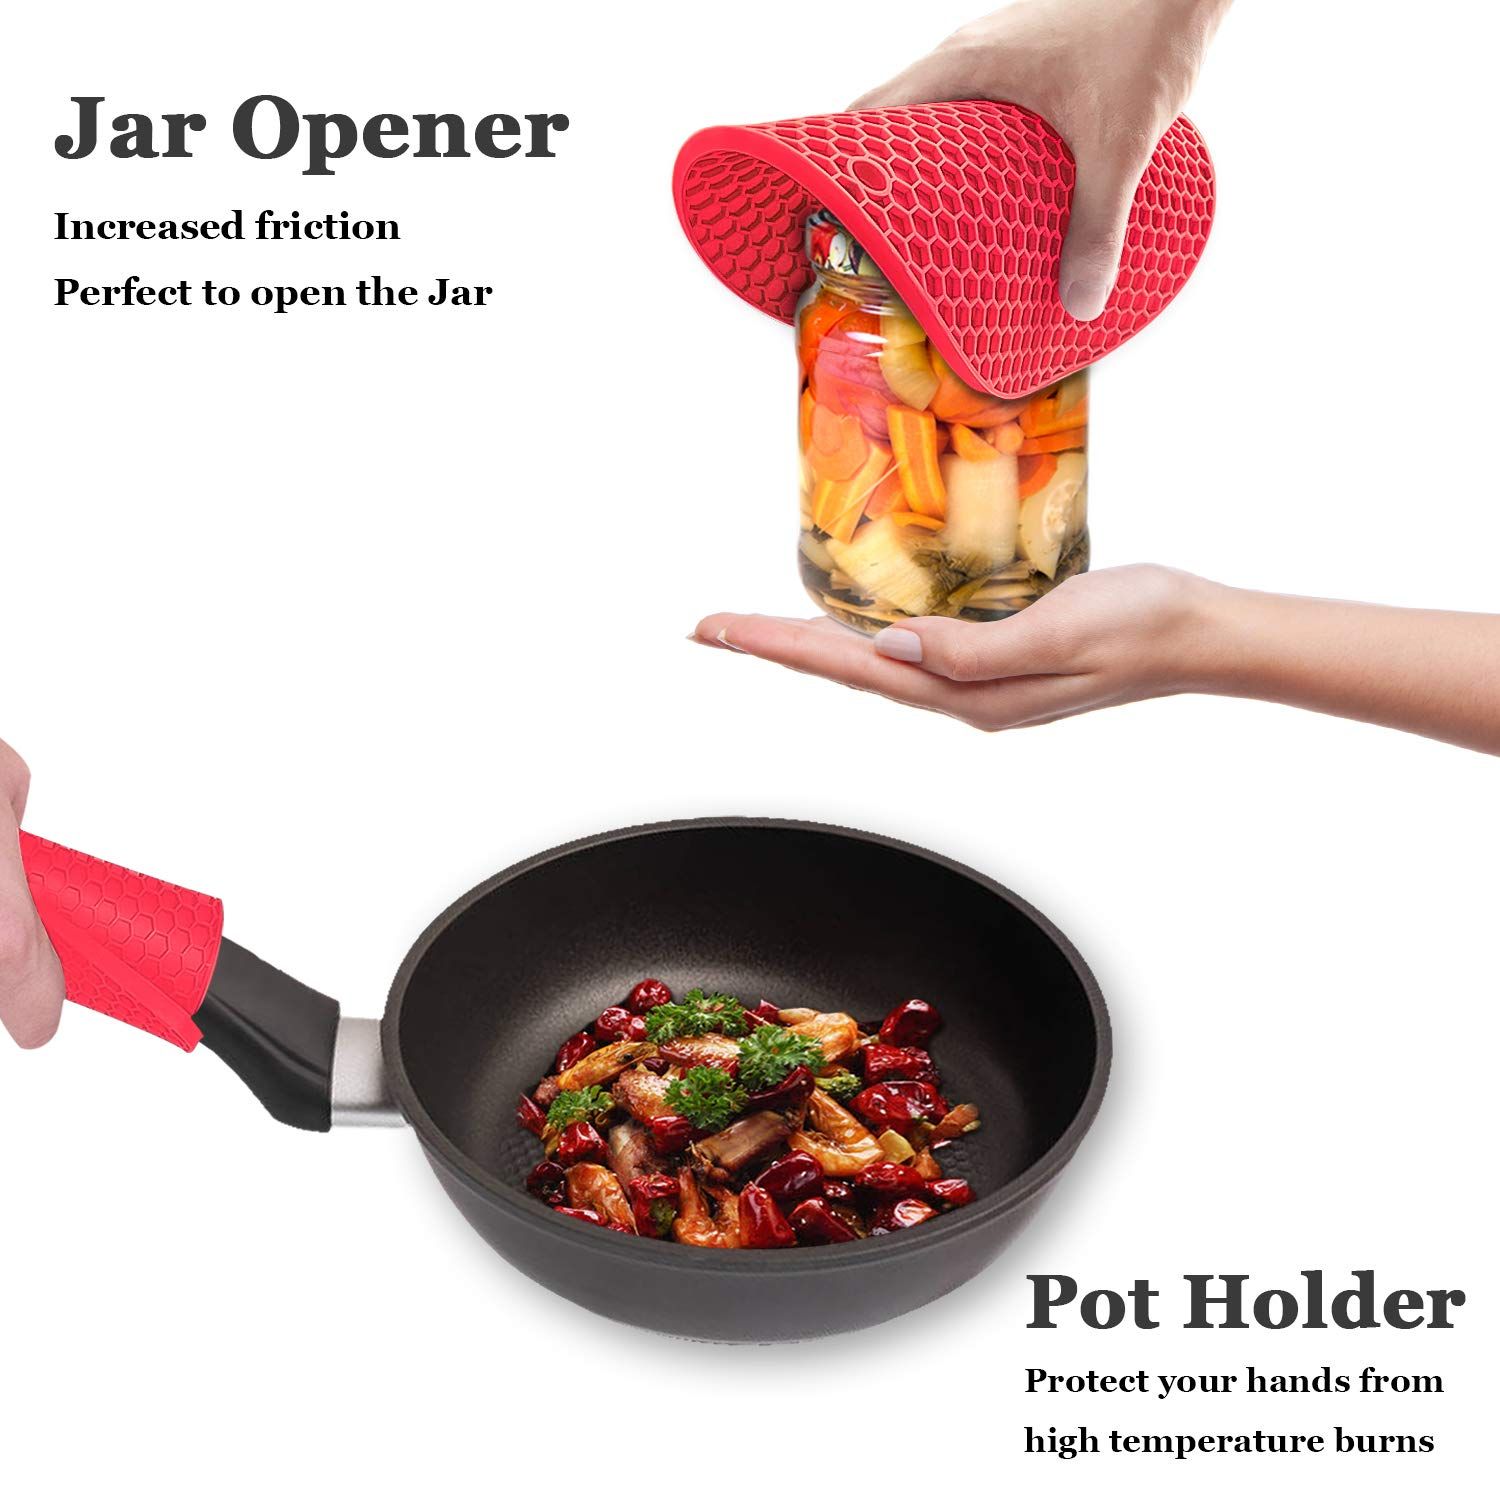 Jar Opener
Increased friction
Perfect to open the Jar
Pot Holder
Protect your hands from
high temperature burns